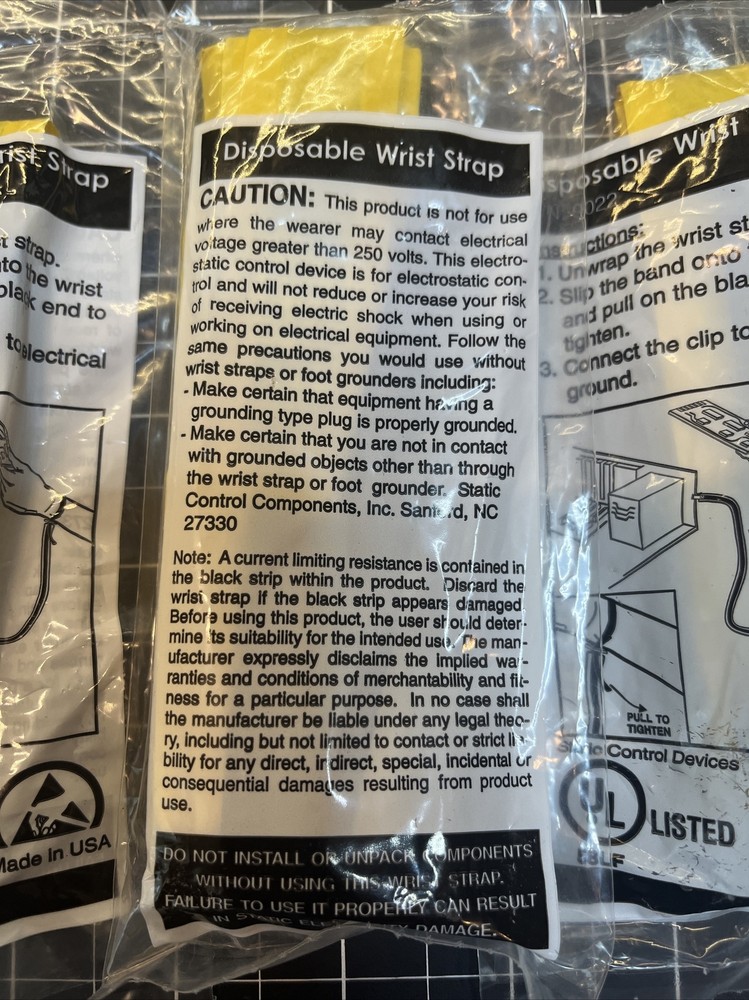 rist Strap
t strap.
nto the wrist
black end to
to electrical
Made in USA
Disposable Wrist Strap
CAUTION: This product is not for use
where the wearer may contact electrical
voltage greater than 250 volts. This electro-
static control device is for electrostatic con-
trol and will not reduce or increase your risk
of receiving electric shock when using or
working on electrical equipment. Follow the
same precautions you would use without
wrist straps or foot grounders including:
- Make certain that equipment having a
grounding type plug is properly grounded.
- Make certain that you are not in contact
with grounded objects other than through
the wrist strap or foot grounder. Static
Control Components, Inc. Sanford, NC
27330
Note: A current limiting resistance is contained in
the black strip within the product. Discard the
wrist strap if the black strip appears damaged.
Before using this product, the user should deter-
mine its suitability for the intended use. The man-
ufacturer expressly disclaims the implied war-
ranties and conditions of merchantability and fit-
ness for a particular purpose. In no case shall
the manufacturer be liable under any legal theo-
ry, including but not limited to contact or strict lia-
bility for any direct, indirect, special, incidental or
consequential damages resulting from product
use.
DO NOT INSTALL OR UNPACK COMPONENTS
WITHOUT USING THIS WRIST STRAP.
FAILURE TO USE IT PROPERLY CAN RESULT
IN STATIC ELECTRICITY DAMAGE.
sposable Wrist
Instructions:
1. Unwrap the wrist st
2. Slip the band onto
and pull on the bla
tighten.
3. Connect the clip to
ground.
PULL TO
TIGHTEN
Static Control Devices
UL LISTED